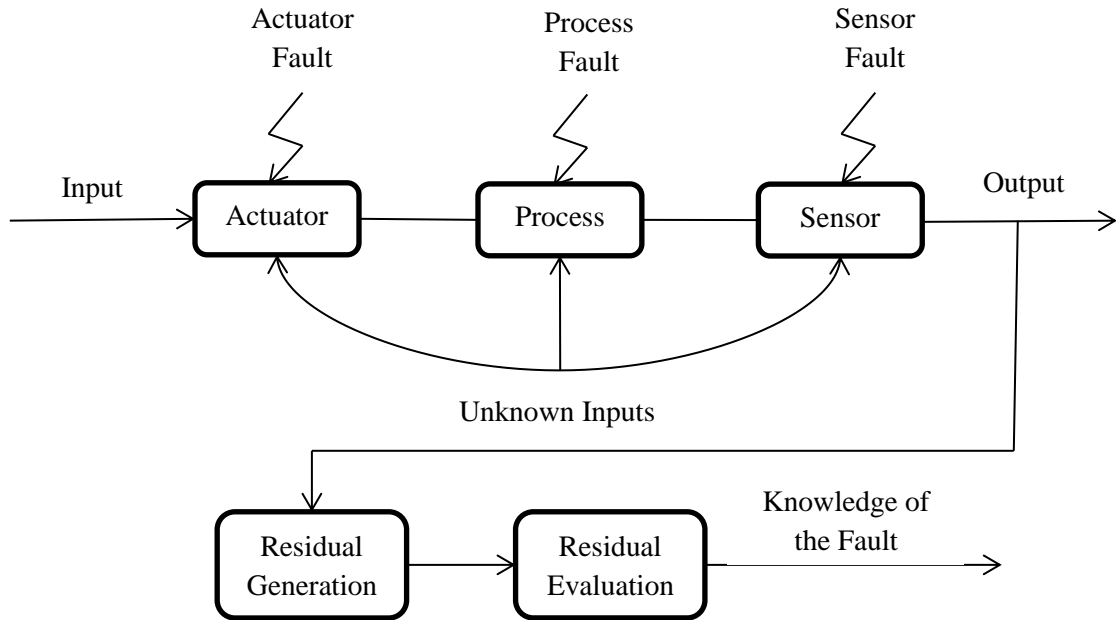 Actuator
Fault
Process
Fault
Sensor
Fault
Input
Actuator
Process
Sensor
Output
Unknown Inputs
Residual
Generation
Residual
Evaluation
Knowledge of
the Fault